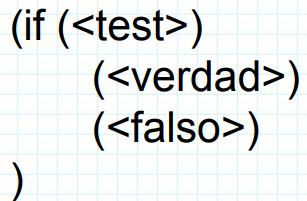 (if (<test>)
(<verdad>)
(<falso>)
)